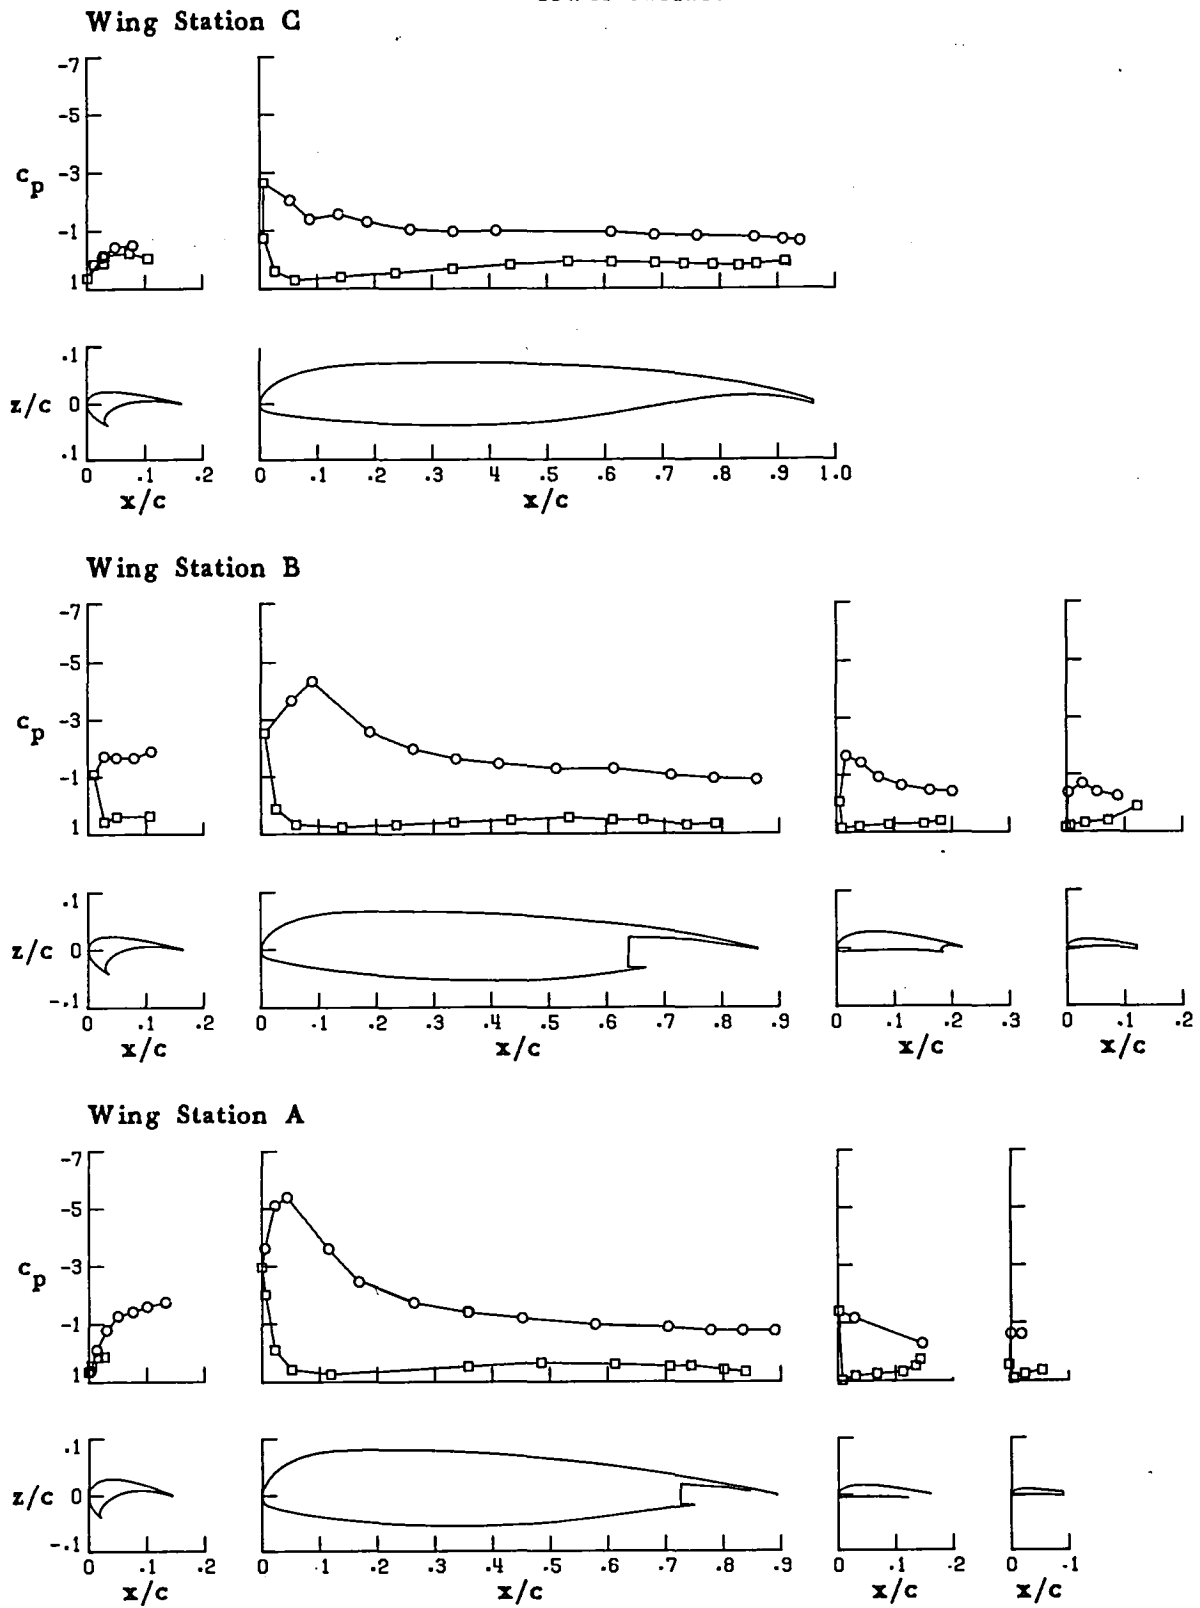 Wing Station C
-7
-5
-3
-1
1
c_p
.1
z/c 0
.1
0 .1 .2 0 .1 .2 .3 4 .5 .6 .7 .8 .9 1.0
x/c x/c
Wing Station B
-7
-5
-3
-1
1
c_p
.1
z/c 0
-.1
0 .1 .2 0 .1 .2 .3 .4 .5 .6 .7 .8 .9 0 .1 .2 .3 0 .1 .2
x/c x/c x/c x/c
Wing Station A
-7
-5
-3
-1
1
c_p
.1
z/c 0
-.1
0 .1 .2 0 .1 .2 .3 .4 .5 .6 .7 .8 .9 0 .1 .2 0 .1
x/c x/c x/c x/c